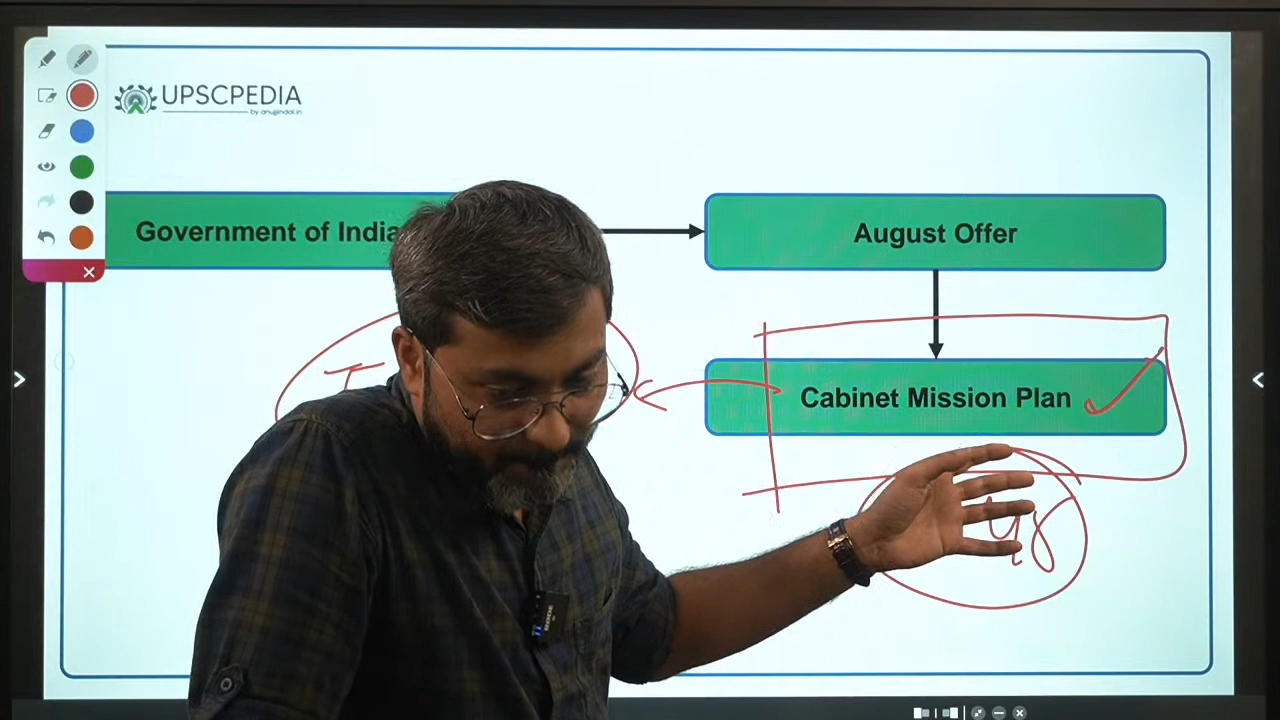 UPSCPEDIA
by anujjindal.in
Government of India
August Offer
Cabinet Mission Plan